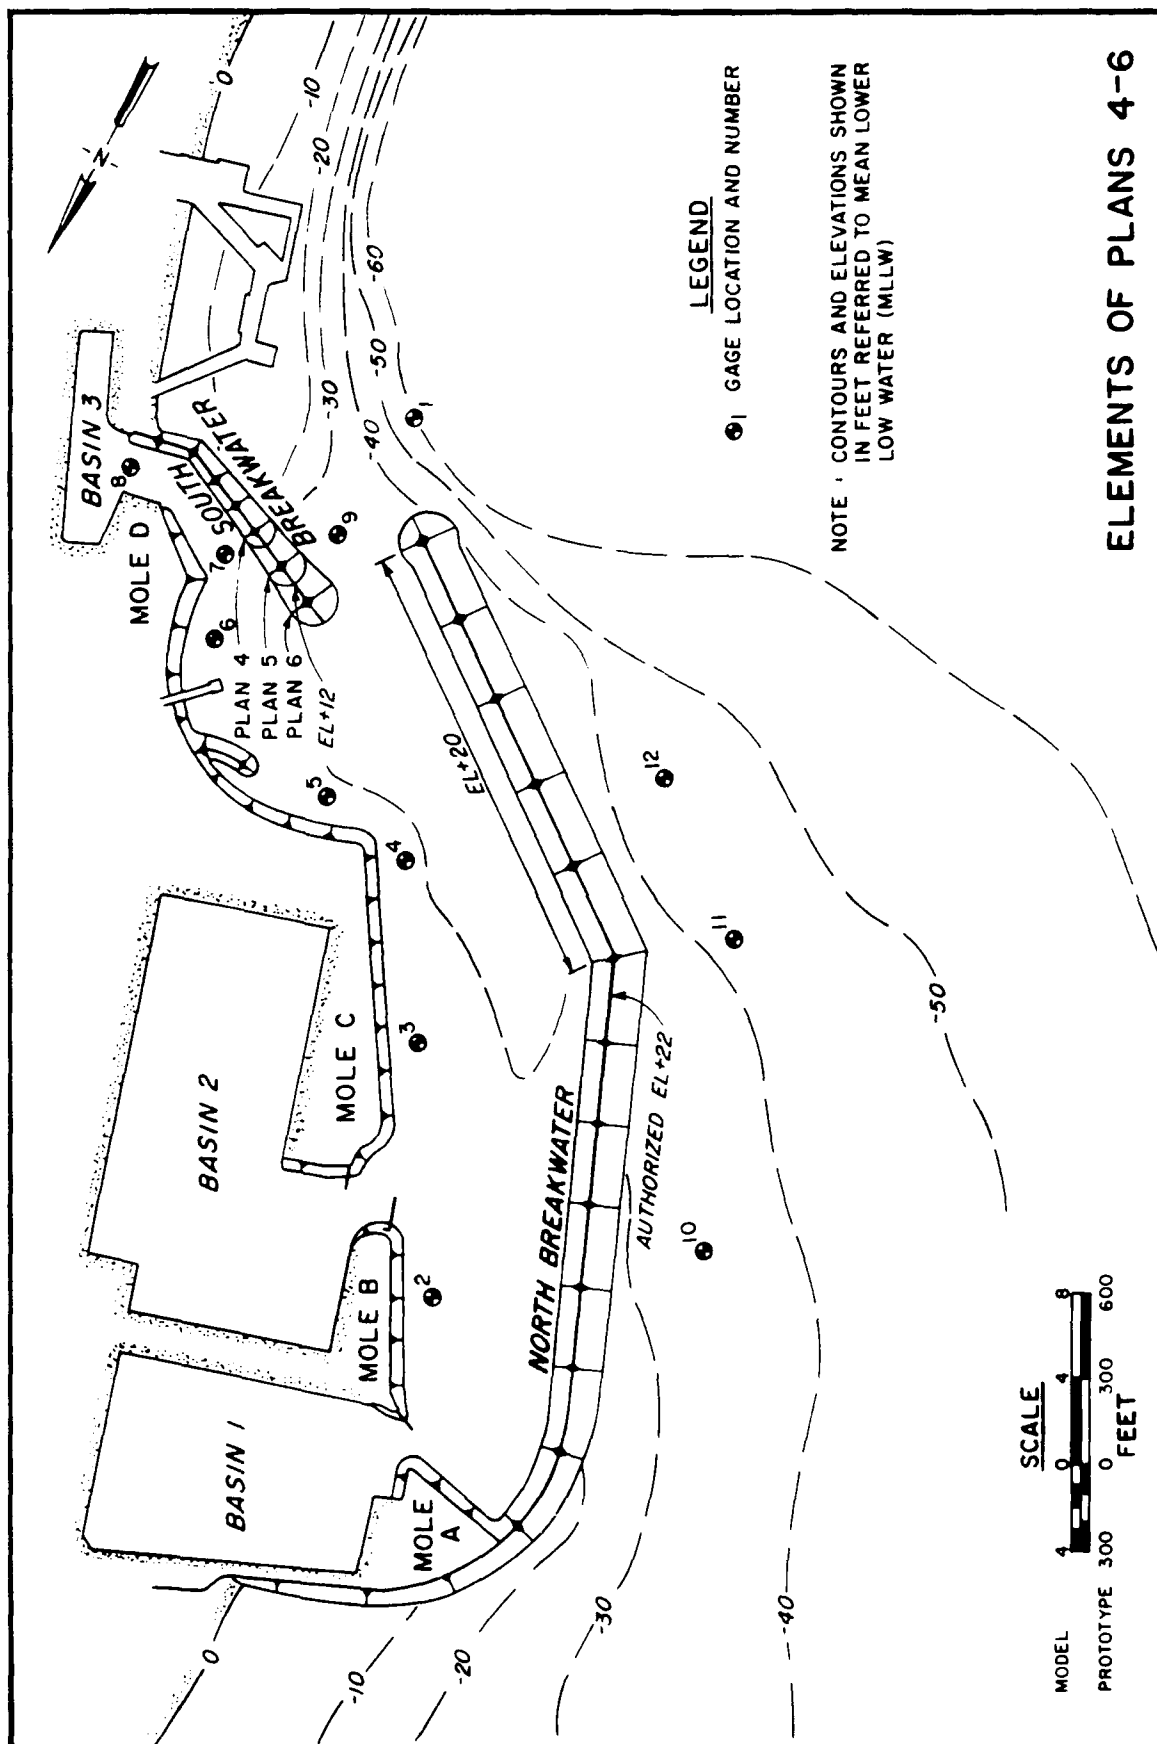 0
-10
-20
-30
-40
-50
-60
N
BASIN 3
8
MOLE D
SOUTH
BREAKWATER
7
6
9
1
PLAN 4
PLAN 5
PLAN 6
EL+12
EL+20
5
4
3
2
12
11
10
BASIN 2
MOLE C
MOLE B
BASIN 1
MOLE
A
NORTH BREAKWATER
AUTHORIZED EL+22
-50
0
-10
-20
-30
-40
LEGEND
1 GAGE LOCATION AND NUMBER
NOTE : CONTOURS AND ELEVATIONS SHOWN
IN FEET REFERRED TO MEAN LOWER
LOW WATER (MLLW)
SCALE
MODEL 4 0 4 8
PROTOTYPE 300 0 300 600
FEET
ELEMENTS OF PLANS 4-6